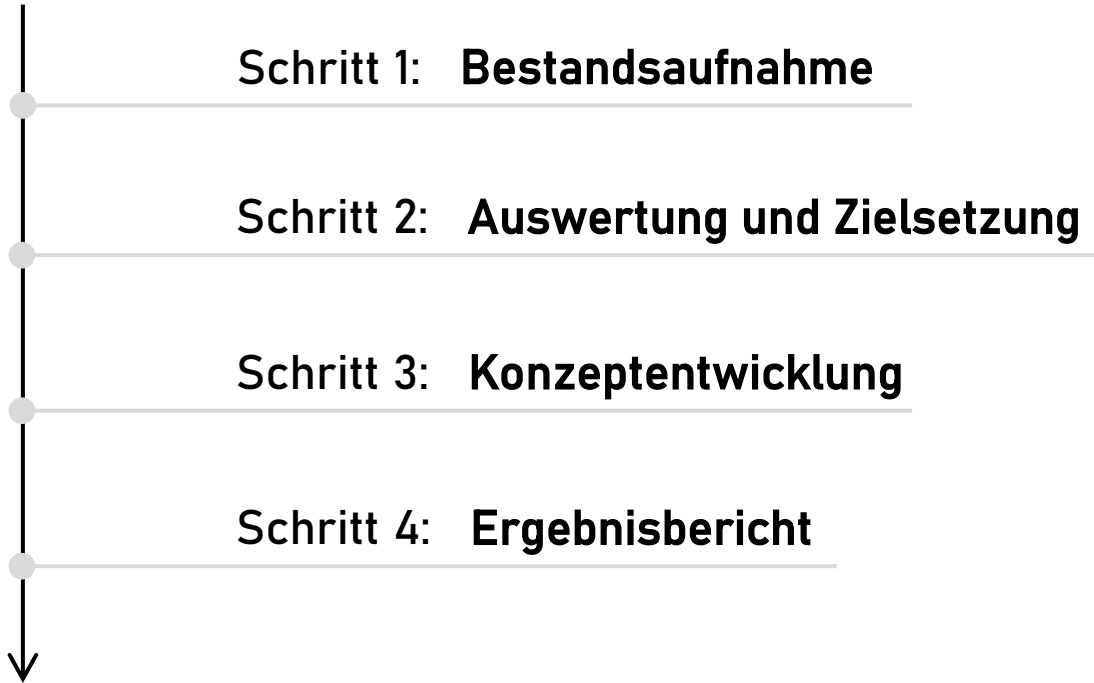 Schritt 1: Bestandsaufnahme
Schritt 2: Auswertung und Zielsetzung
Schritt 3: Konzeptentwicklung
Schritt 4: Ergebnisbericht